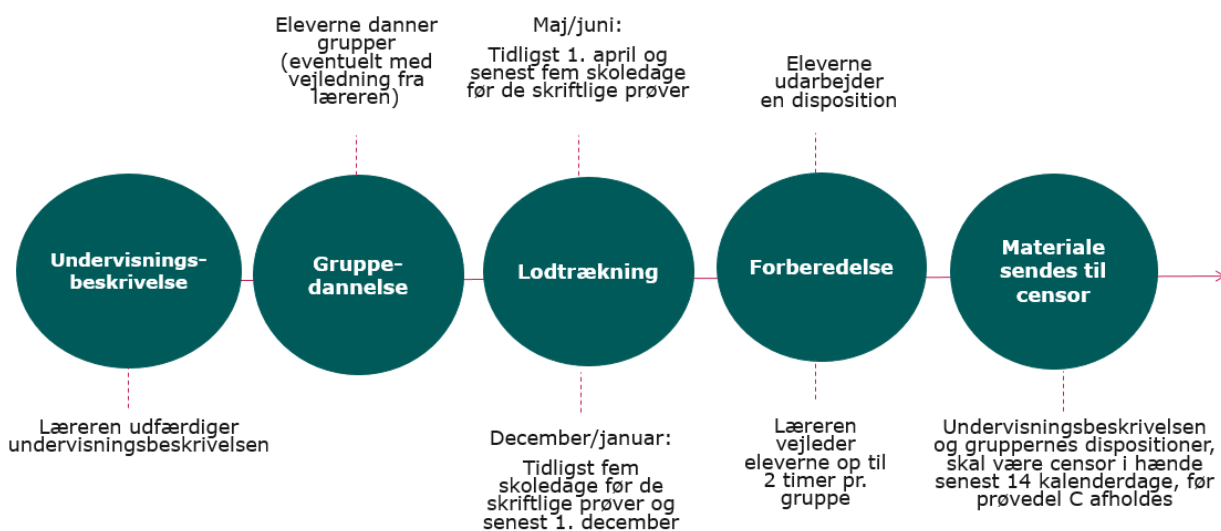 Eleverne danner
grupper
(eventuelt med
vejledning fra
læreren)
Maj/juni:
Tidligst 1. april og
senest fem skoledage
før de skriftlige prøver
Eleverne
udarbejder
en disposition
Undervisnings-
beskrivelse
Gruppe-
dannelse
Lodtrækning
Forberedelse
Materiale
sendes til
censor
Læreren udfærdiger
undervisningsbeskrivelsen
December/januar:
Tidligst fem
skoledage før de
skriftlige prøver og
senest 1. december
Læreren
vejleder
eleverne op til
2 timer pr.
gruppe
Undervisningsbeskrivelsen
og gruppernes dispositioner,
skal være censor i hænde
senest 14 kalenderdage, før
prøvedel C afholdes